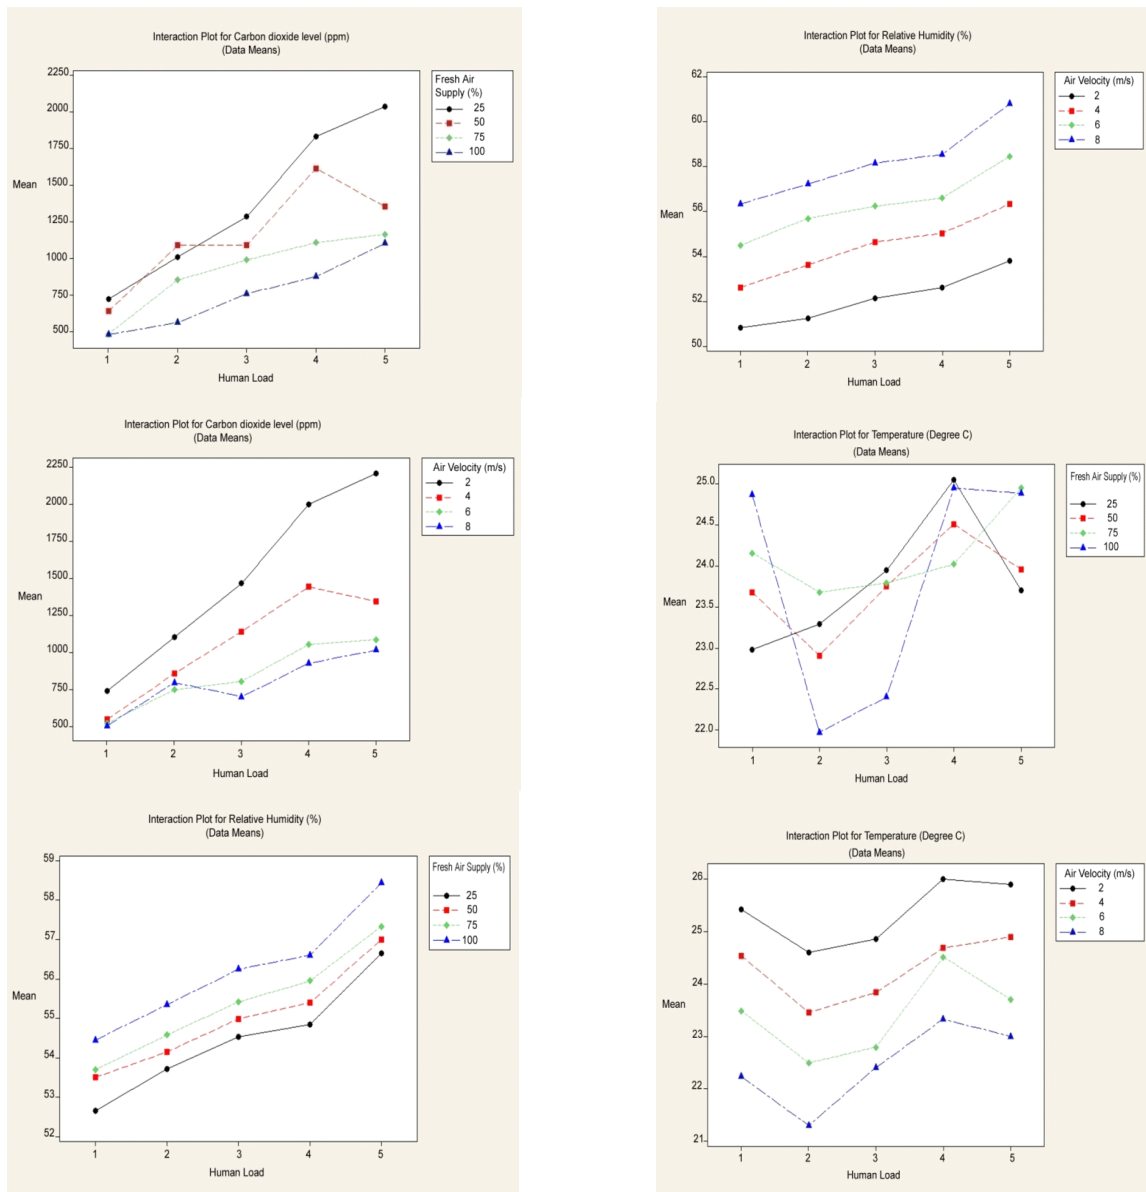 Interaction Plot for Carbon dioxide level (ppm)
(Data Means)
2250
2000
1750
1500
1250
1000
750
500
Mean
1 2 3 4 5
Human Load
Fresh Air
Supply (%)
25
50
75
100
Interaction Plot for Relative Humidity (%)
(Data Means)
62
60
58
56
54
52
50
Mean
1 2 3 4 5
Human Load
Air Velocity (m/s)
2
4
6
8
Interaction Plot for Carbon dioxide level (ppm)
(Data Means)
2250
2000
1750
1500
1250
1000
750
500
Mean
1 2 3 4 5
Human Load
Air Velocity (m/s)
2
4
6
8
Interaction Plot for Temperature (Degree C)
(Data Means)
25.0
24.5
24.0
23.5
23.0
22.5
22.0
Mean
1 2 3 4 5
Human Load
Fresh Air Supply (%)
25
50
75
100
Interaction Plot for Relative Humidity (%)
(Data Means)
59
58
57
56
55
54
53
52
Mean
1 2 3 4 5
Human Load
Fresh Air Supply (%)
25
50
75
100
Interaction Plot for Temperature (Degree C)
(Data Means)
26
25
24
23
22
21
Mean
1 2 3 4 5
Human Load
Air Velocity (m/s)
2
4
6
8